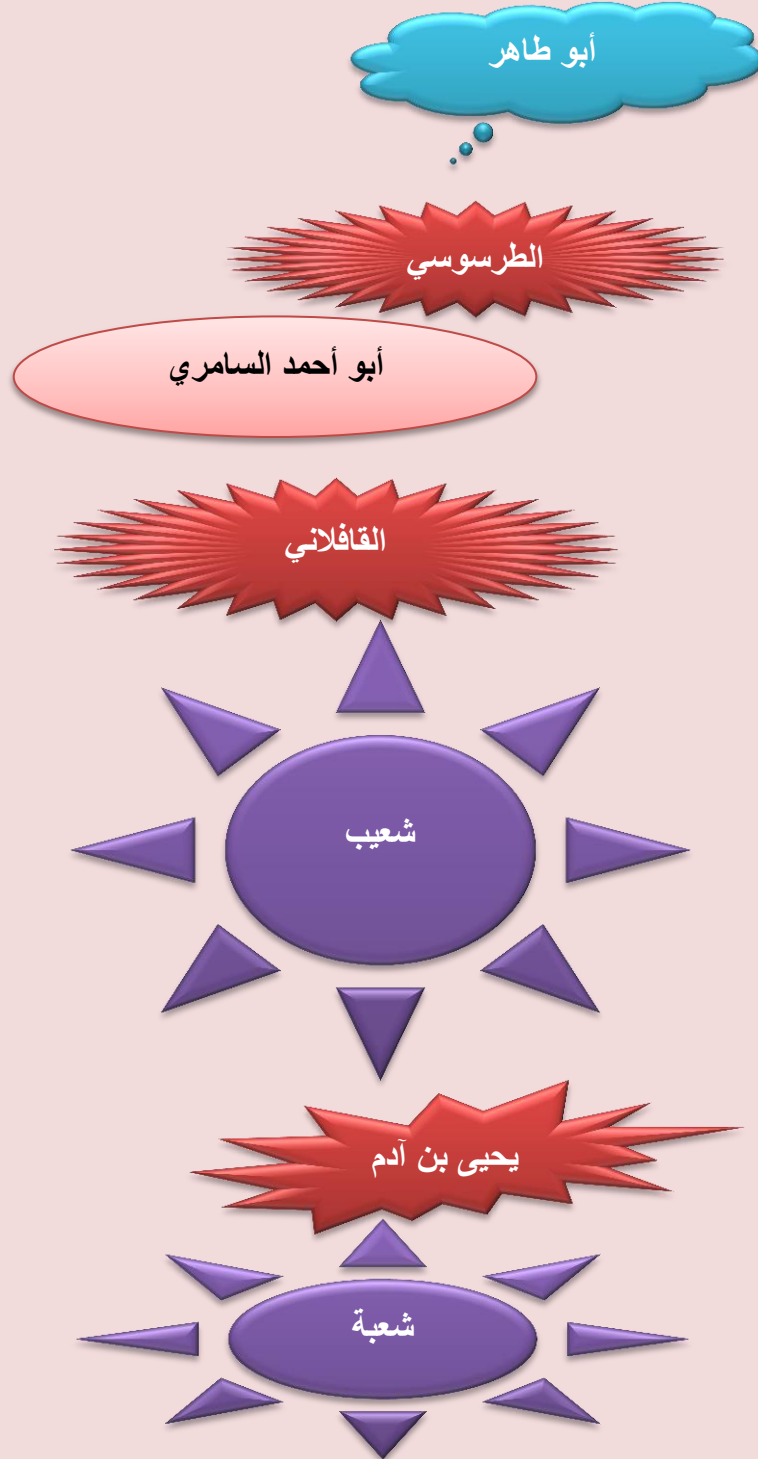 أبو طاهر
الطرسوسي
أبو أحمد السامري
القافلاني
شعيب
يحيى بن آدم
شعبة